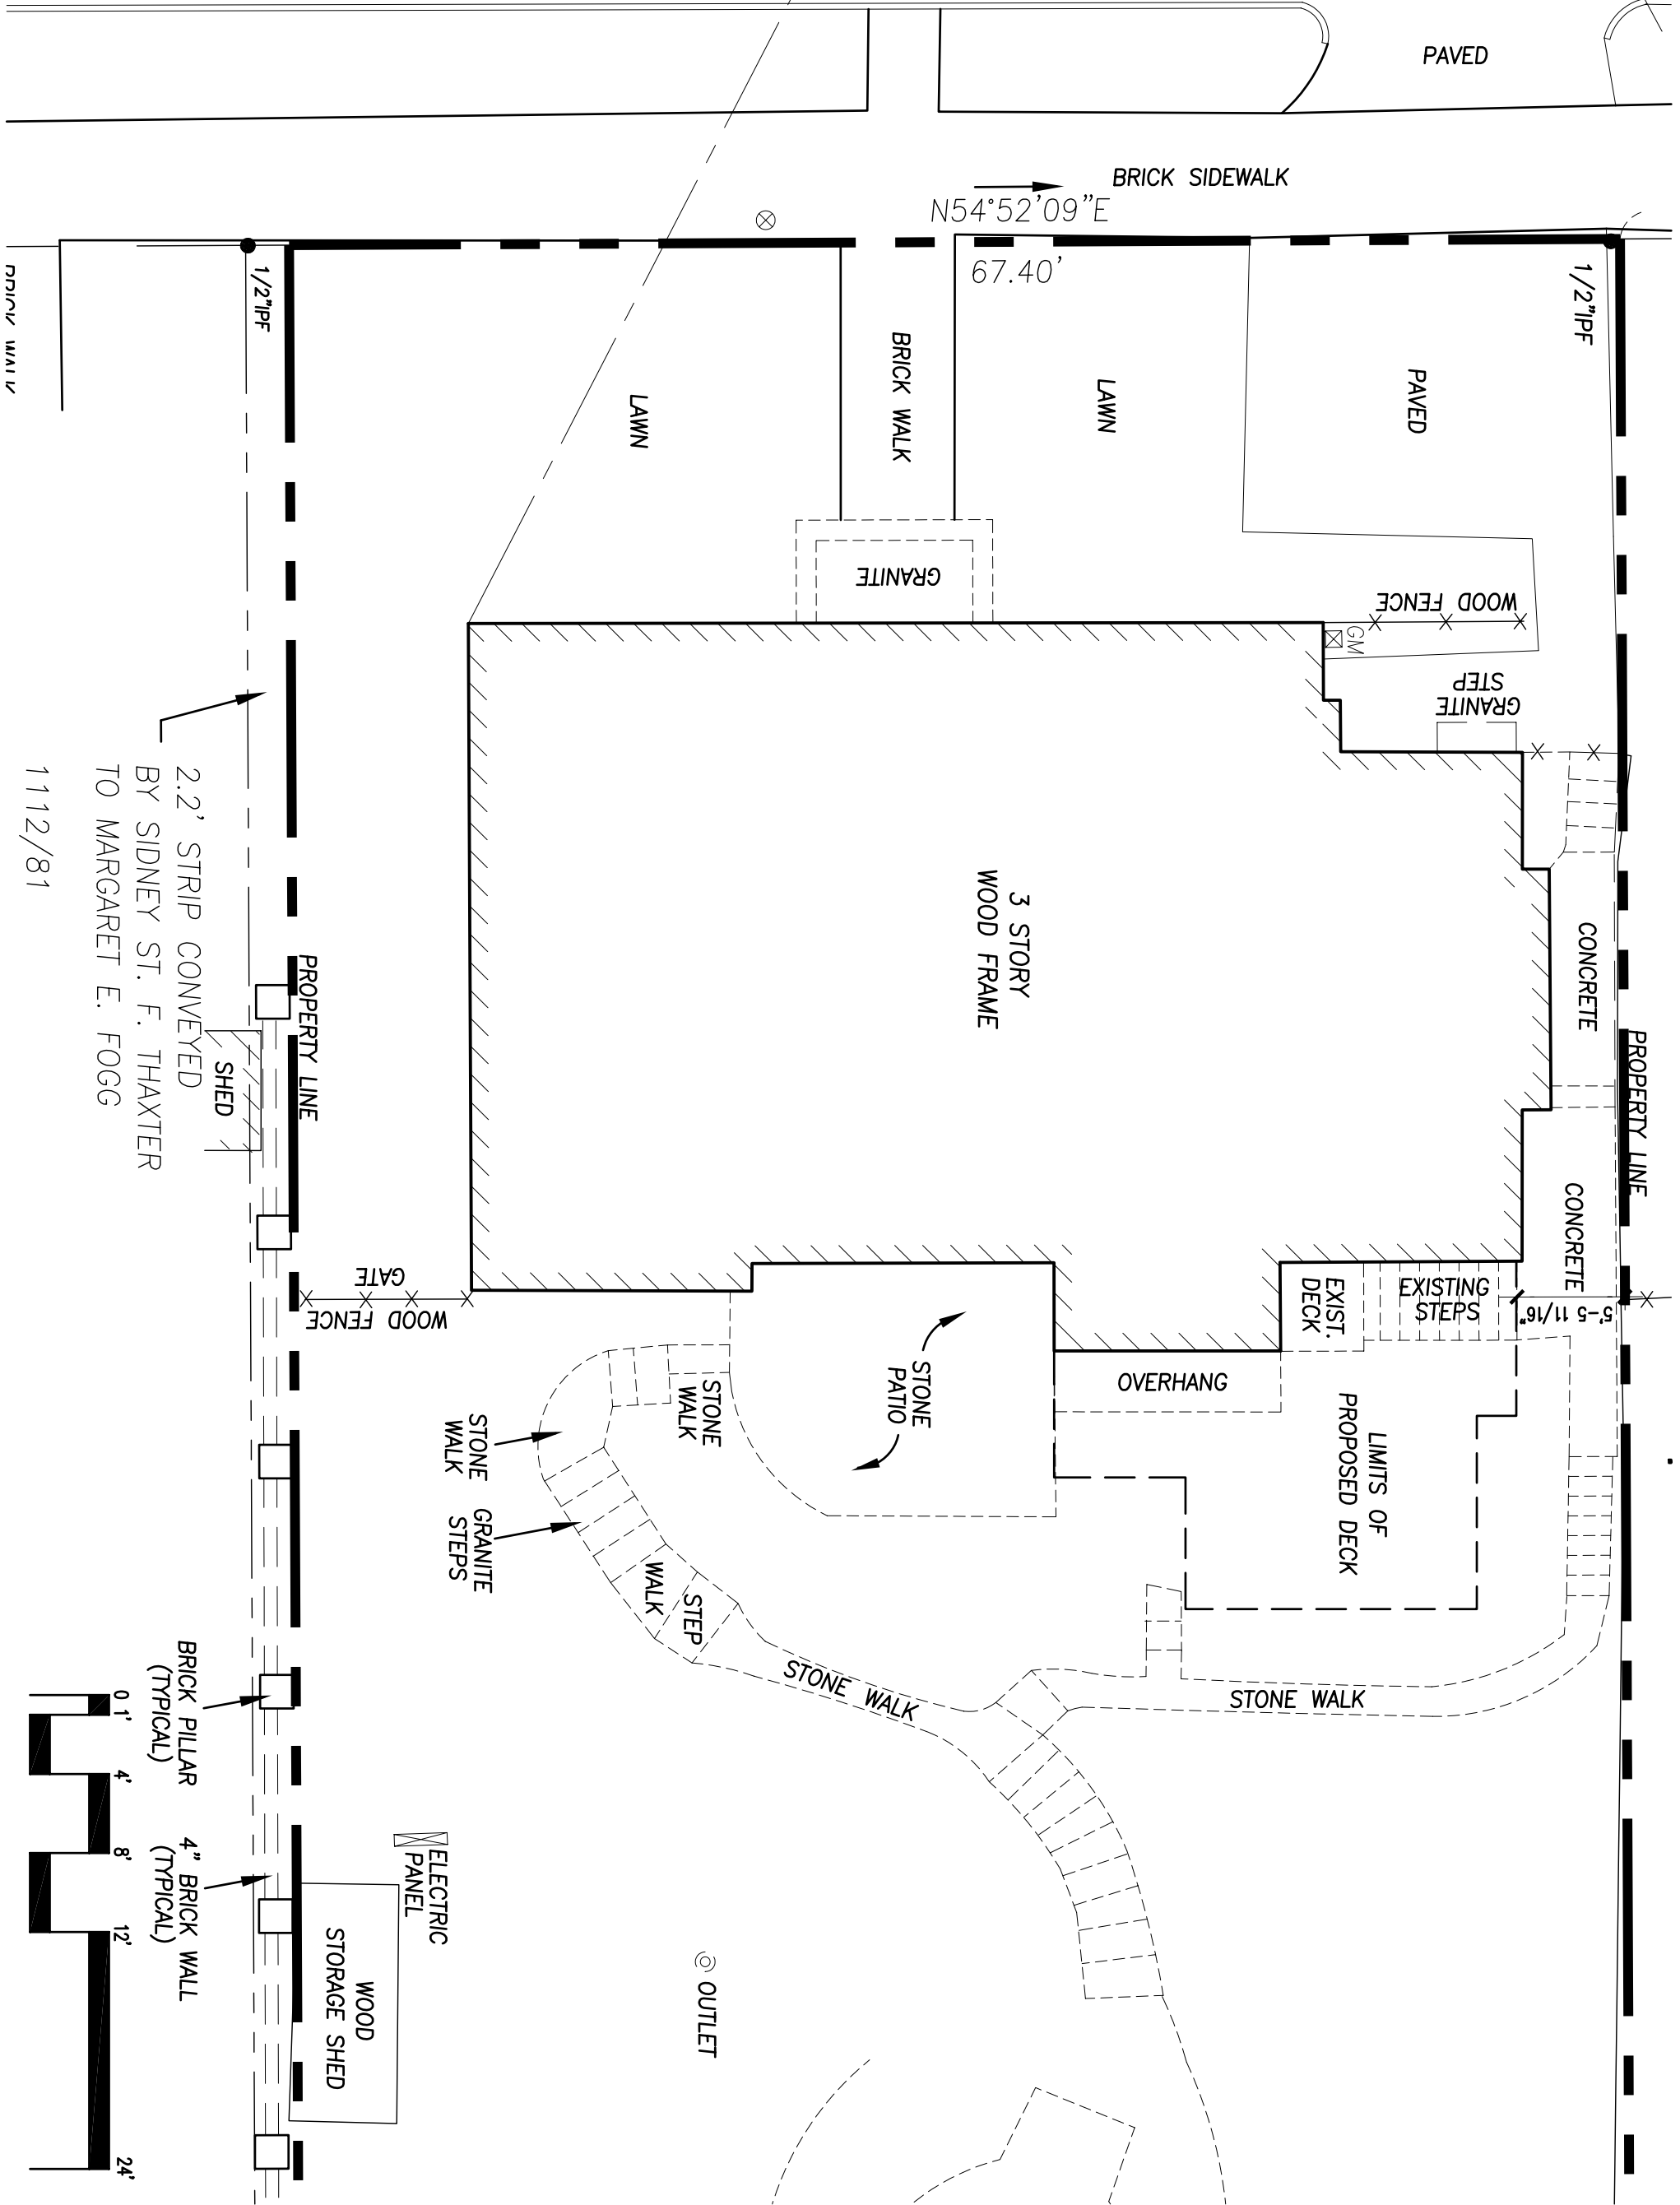 PAVED
BRICK SIDEWALK
N54°52'09"E
67.40'
1/2"IPF
1/2"IPF
BRICK WALK
LAWN
BRICK WALK
LAWN
PAVED
GRANITE
WOOD FENCE
GM
GRANITE
STEP
3 STORY
WOOD FRAME
CONCRETE
PROPERTY LINE
CONCRETE
5'-5 11/16"
2.2' STRIP CONVEYED
BY SIDNEY ST. F. THAXTER
TO MARGARET E. FOGG
1112/81
PROPERTY LINE
SHED
GATE
WOOD FENCE
EXIST.
DECK
EXISTING
STEPS
OVERHANG
STONE
PATIO
LIMITS OF
PROPOSED DECK
STONE
WALK
STONE
WALK
GRANITE
STEPS
WALK
STEP
STONE WALK
STONE WALK
BRICK PILLAR
(TYPICAL)
4" BRICK WALL
(TYPICAL)
ELECTRIC
PANEL
WOOD
STORAGE SHED
OUTLET
0
1'
4'
8'
12'
24'